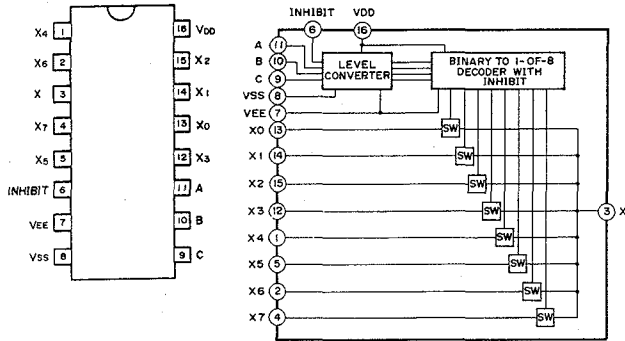 X4 1
X6 2
X 3
X7 4
X5 5
INHIBIT 6
VEE 7
VSS 8
16 VDD
15 X2
14 X1
13 X0
12 X3
11 A
10 B
9 C
INHIBIT VDD
6 16
A 11
B 10
C 9
VSS 8
VEE 7
LEVEL
CONVERTER
BINARY TO 1-OF-8
DECODER WITH
INHIBIT
X0 13 SW
X1 14 SW
X2 15 SW
X3 12 SW 3 X
X4 1 SW
X5 5 SW
X6 2 SW
X7 4 SW